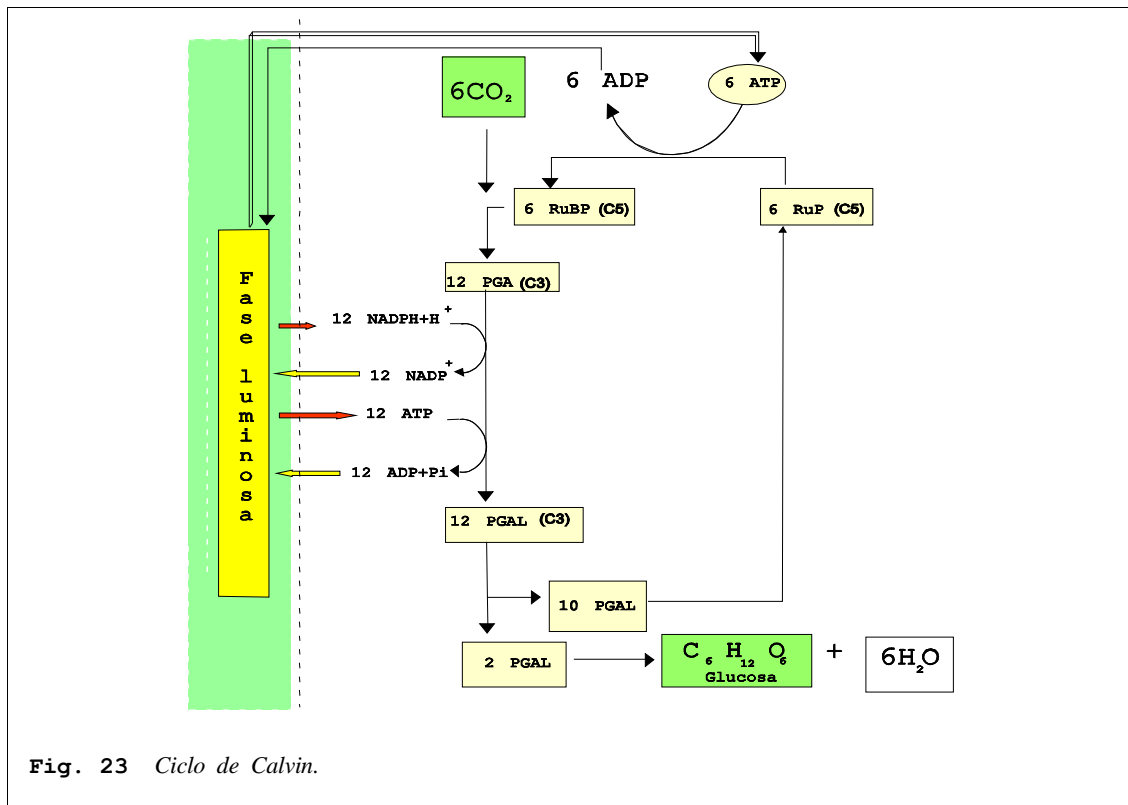 6CO₂
6 ADP
6 ATP
6 RuBP (C5)
6 RuP (C5)
12 PGA (C3)
Fase luminosa
12 NADPH+H⁺
12 NADP⁺
12 ATP
12 ADP+Pi
12 PGAL (C3)
10 PGAL
2 PGAL
C₆H₁₂O₆
Glucosa
+
6H₂O
Fig. 23 Ciclo de Calvin.